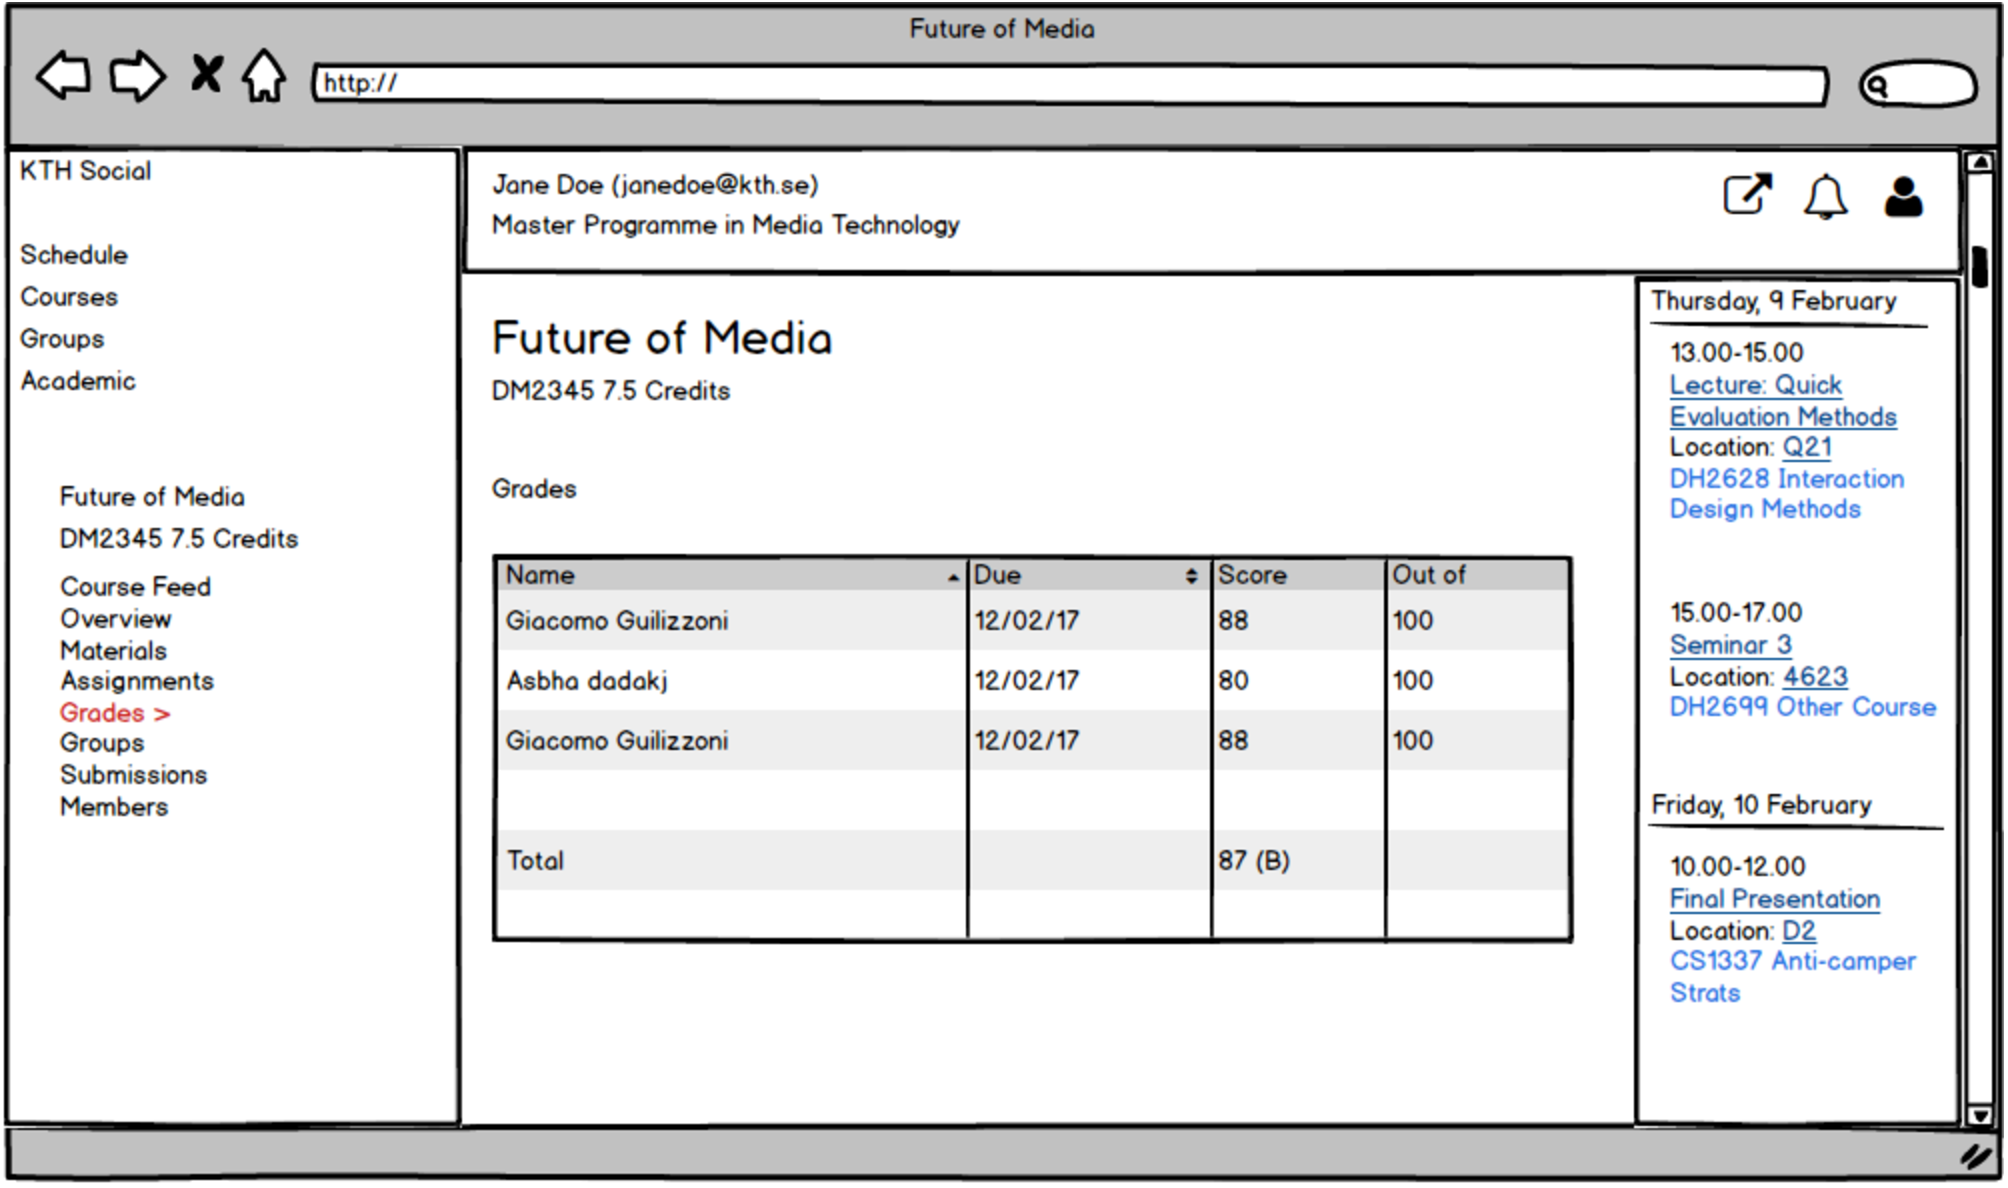 Future of Media
http://
KTH Social
Schedule
Courses
Groups
Academic
Future of Media
DM2345 7.5 Credits
Course Feed
Overview
Materials
Assignments
Grades >
Groups
Submissions
Members
Jane Doe (janedoe@kth.se)
Master Programme in Media Technology
Future of Media
DM2345 7.5 Credits
Grades
Name Due Score Out of
Giacomo Guilizzoni 12/02/17 88 100
Asbha dadakj 12/02/17 80 100
Giacomo Guilizzoni 12/02/17 88 100
Total 87 (B)
Thursday, 9 February
13.00-15.00
Lecture: Quick
Evaluation Methods
Location: Q21
DH2628 Interaction
Design Methods
15.00-17.00
Seminar 3
Location: 4623
DH2699 Other Course
Friday, 10 February
10.00-12.00
Final Presentation
Location: D2
CS1337 Anti-camper
Strats